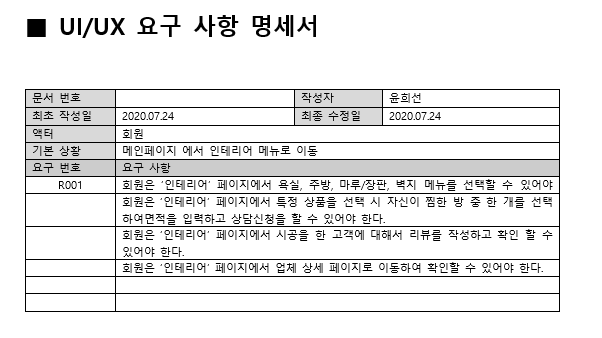 ■ UI/UX 요구 사항 명세서
문서 번호 작성자 윤희선
최초 작성일 2020.07.24 최종 수정일 2020.07.24
액터 회원
기본 상황 메인페이지 에서 인테리어 메뉴로 이동
요구 번호 요구 사항
R001 회원은 '인테리어' 페이지에서 욕실, 주방, 마루/장판, 벽지 메뉴를 선택할 수 있어야
회원은 '인테리어' 페이지에서 특정 상품을 선택 시 자신이 찜한 방 중 한 개를 선택
하여면적을 입력하고 상담신청을 할 수 있어야 한다.
회원은 '인테리어' 페이지에서 시공을 한 고객에 대해서 리뷰를 작성하고 확인 할 수
있어야 한다.
회원은 '인테리어' 페이지에서 업체 상세 페이지로 이동하여 확인할 수 있어야 한다.